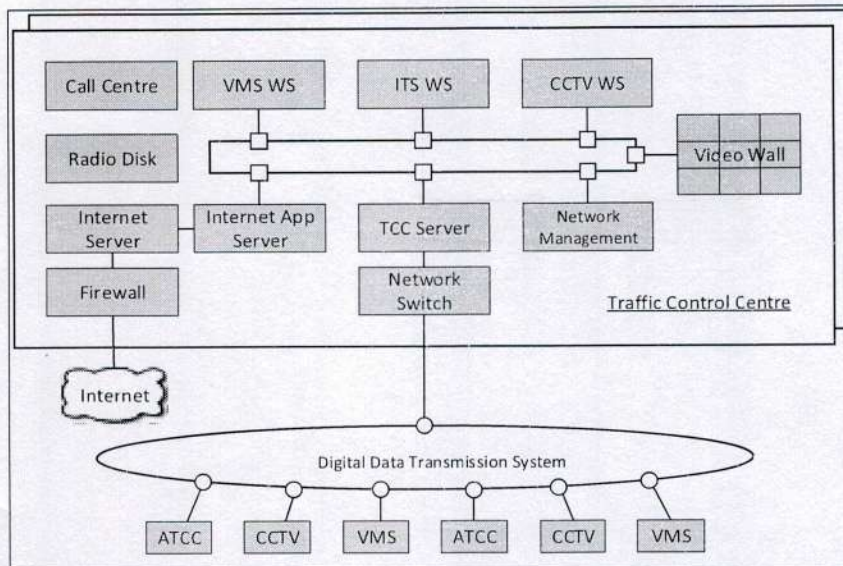 Call Centre
VMS WS
ITS WS
CCTV WS
Radio Disk
Video Wall
Internet
Server
Internet App
Server
TCC Server
Network
Management
Firewall
Network
Switch
Traffic Control Centre
Internet
Digital Data Transmission System
ATCC
CCTV
VMS
ATCC
CCTV
VMS